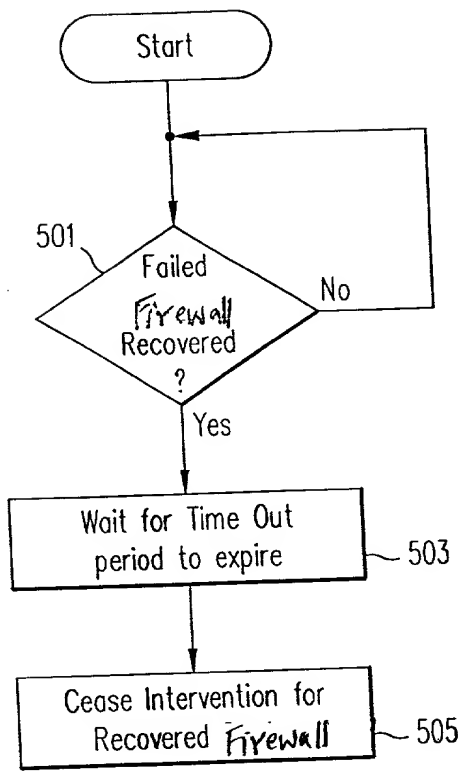 Start
501
Failed
Firewall
Recovered
?
No
Yes
Wait for Time Out
period to expire
503
Cease Intervention for
Recovered Firewall
505